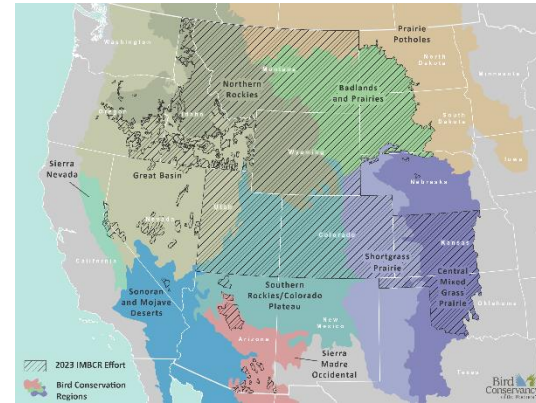 Washington
Prairie
Potholes
Montana
North
Dakota
Minnesota
Northern
Rockies
Badlands
and Prairies
Idaho
South
Dakota
Sierra
Nevada
Wyoming
Iowa
Great Basin
Nebraska
Nevada
Utah
Colorado
Shortgrass
Prairie
Kansas
California
Central
Mixed
Grass
Prairie
Sonoran
and Mojave
Deserts
Southern
Rockies/Colorado
Plateau
Oklahoma
New
Mexico
Arizona
Sierra
Madre
Occidental
Texas
2023 IMBCR Effort
Bird Conservation
Regions
Bird
Conservancy
of the Rockies